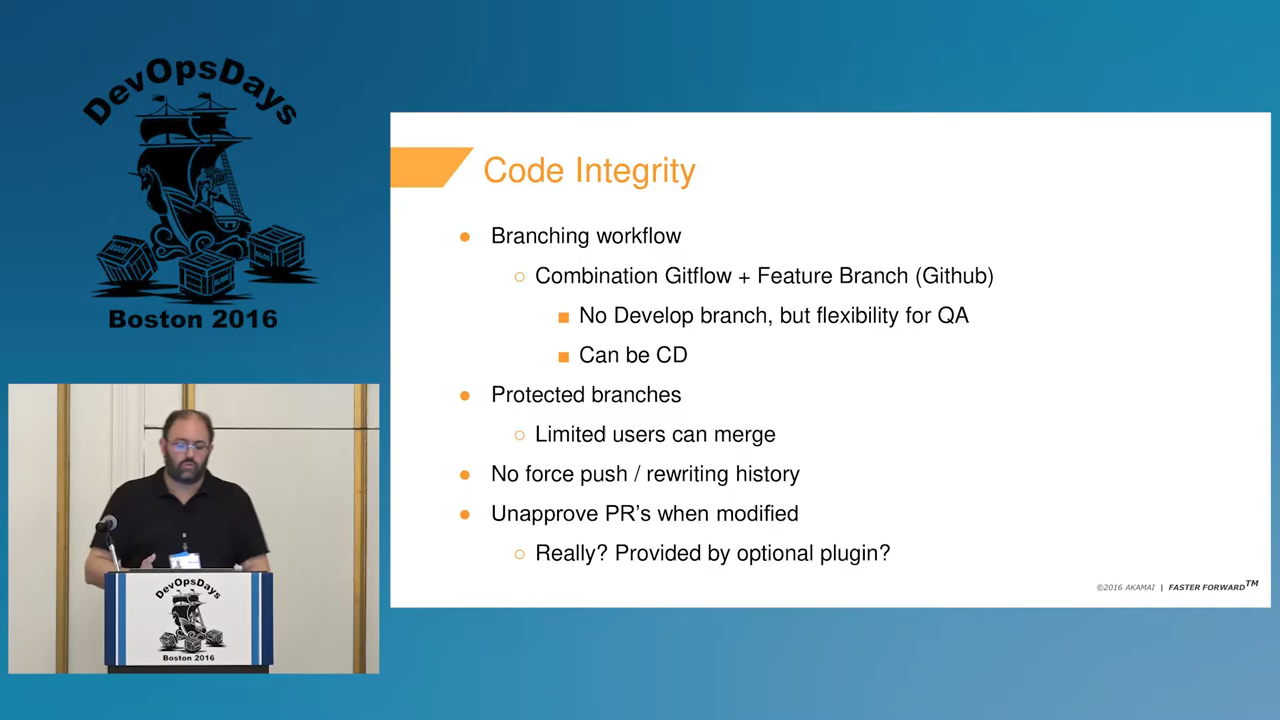 DevOpsDays
Boston 2016
Code Integrity
Branching workflow
Combination Gitflow + Feature Branch (Github)
No Develop branch, but flexibility for QA
Can be CD
Protected branches
Limited users can merge
No force push / rewriting history
Unapprove PR's when modified
Really? Provided by optional plugin?
©2016 AKAMAI | FASTER FORWARD™
DevOpsDays
Boston 2016